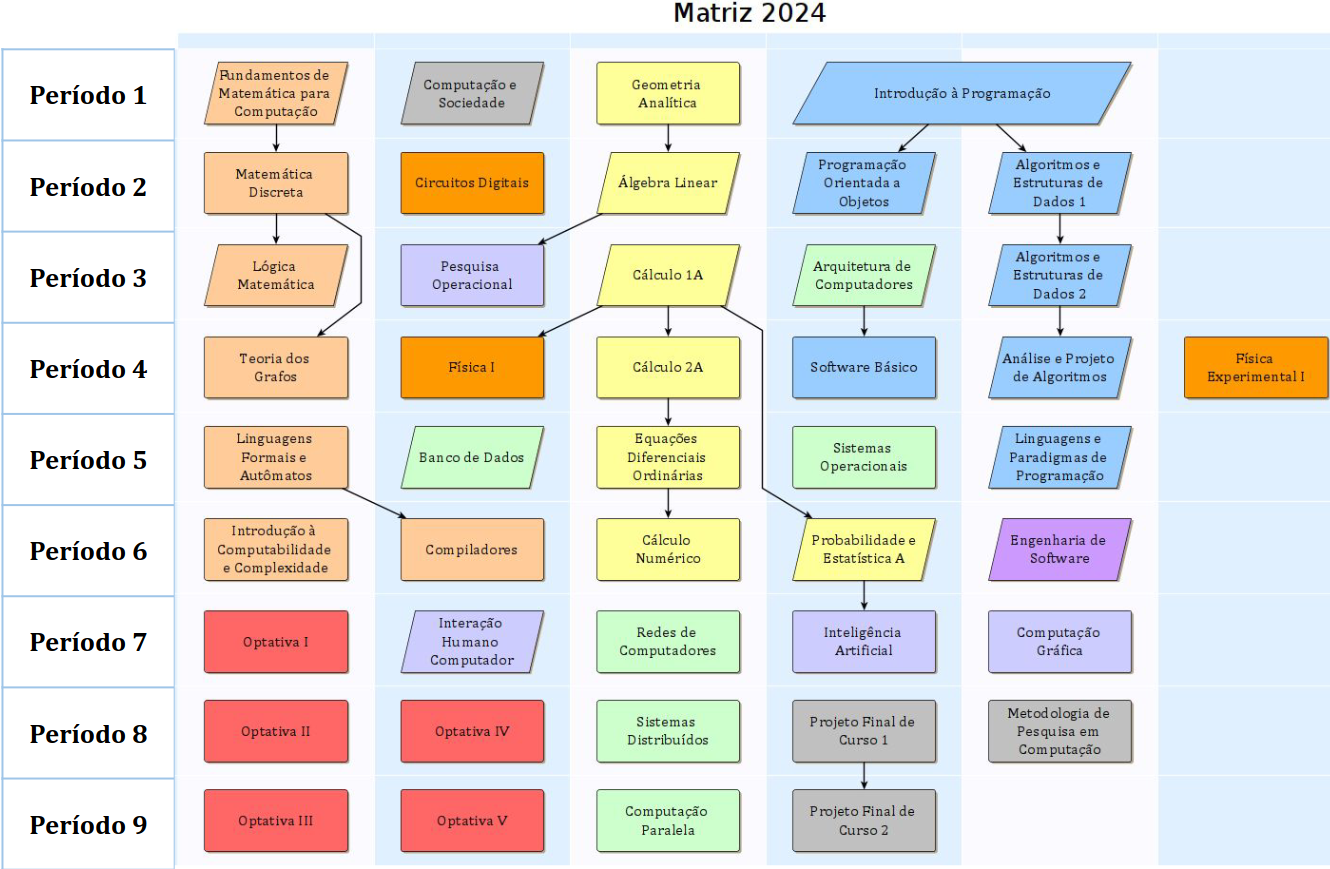 Matriz 2024
Período 1
Fundamentos de
Matemática para
Computação
Computação e
Sociedade
Geometria
Analítica
Introdução à Programação
Período 2
Matemática
Discreta
Circuitos Digitais
Álgebra Linear
Programação
Orientada a
Objetos
Algoritmos e
Estruturas de
Dados 1
Período 3
Lógica
Matemática
Pesquisa
Operacional
Cálculo 1A
Arquitetura de
Computadores
Algoritmos e
Estruturas de
Dados 2
Período 4
Teoria dos
Grafos
Física I
Cálculo 2A
Software Básico
Análise e Projeto
de Algoritmos
Física
Experimental I
Período 5
Linguagens
Formais e
Autômatos
Banco de Dados
Equações
Diferenciais
Ordinárias
Sistemas
Operacionais
Linguagens e
Paradigmas de
Programação
Período 6
Introdução à
Computabilidade
e Complexidade
Compiladores
Cálculo
Numérico
Probabilidade e
Estatística A
Engenharia de
Software
Período 7
Optativa I
Interação
Humano
Computador
Redes de
Computadores
Inteligência
Artificial
Computação
Gráfica
Período 8
Optativa II
Optativa IV
Sistemas
Distribuídos
Projeto Final de
Curso 1
Metodologia de
Pesquisa em
Computação
Período 9
Optativa III
Optativa V
Computação
Paralela
Projeto Final de
Curso 2